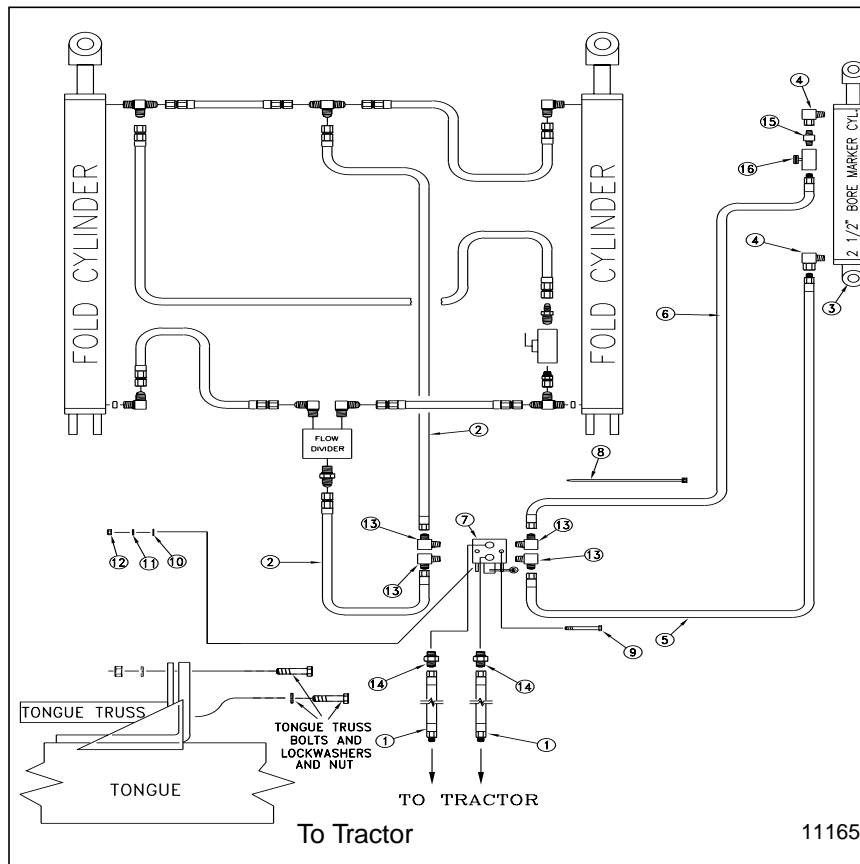 4
15
16
2 1/2" BORE MARKER CYL.
4
3
FOLD CYLINDER
FOLD CYLINDER
6
FLOW
DIVIDER
2
8
13
7
13
12
11
10
2
13
13
5
9
14
14
TONGUE TRUSS
TONGUE TRUSS
BOLTS AND
LOCKWASHERS
AND NUT
1
1
TONGUE
TO TRACTOR
To Tractor
11165